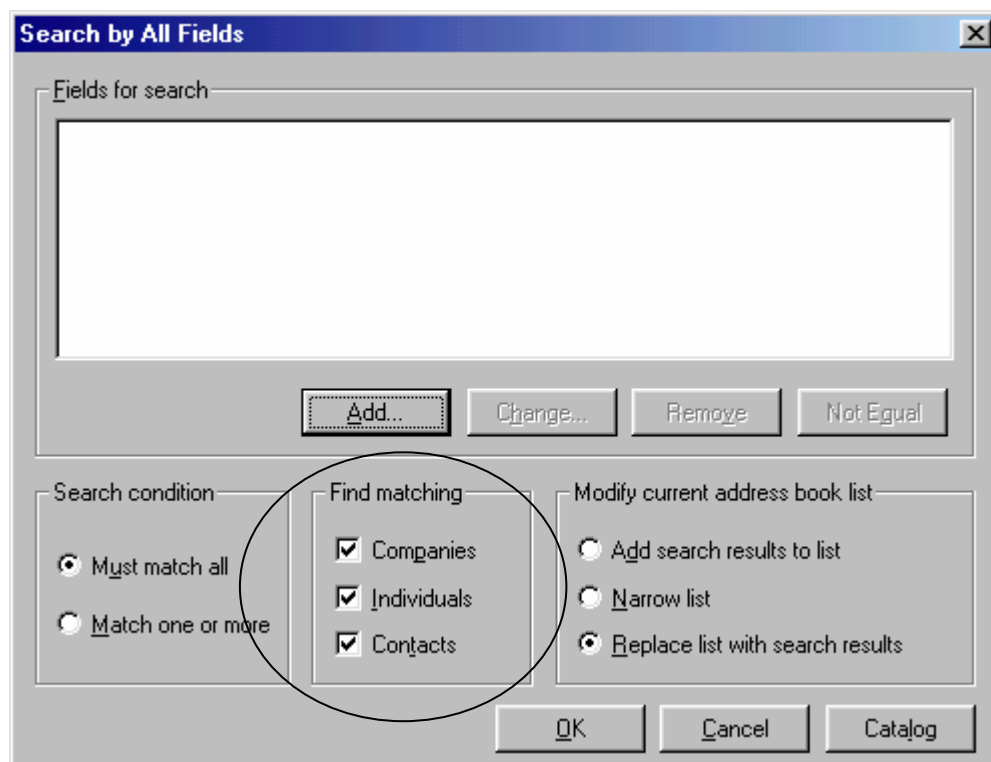 Search by All Fields
Fields for search
Add... Change... Remove Not Equal
Search condition
Must match all
Match one or more
Find matching
Companies
Individuals
Contacts
Modify current address book list
Add search results to list
Narrow list
Replace list with search results
OK Cancel Catalog